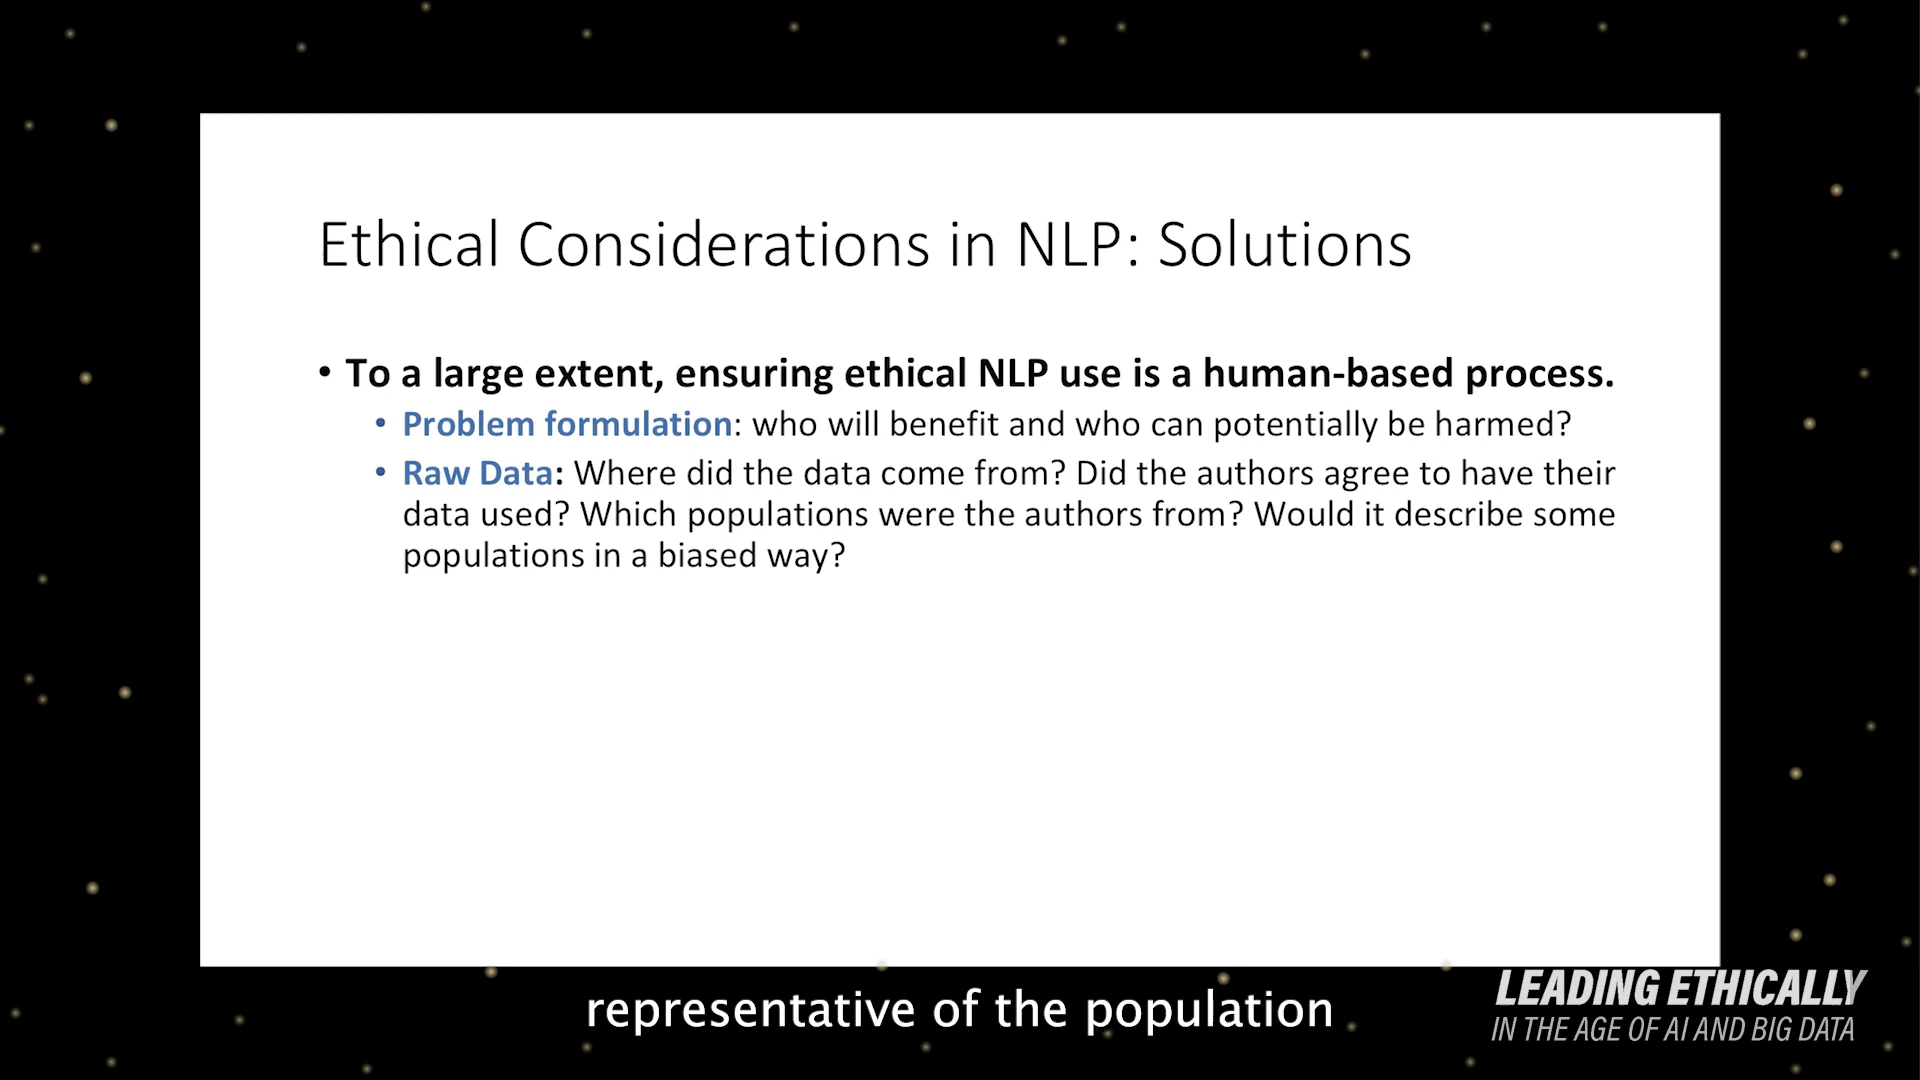 Ethical Considerations in NLP: Solutions
• To a large extent, ensuring ethical NLP use is a human-based process.
• Problem formulation: who will benefit and who can potentially be harmed?
• Raw Data: Where did the data come from? Did the authors agree to have their
data used? Which populations were the authors from? Would it describe some
populations in a biased way?
representative of the population
LEADING ETHICALLY
IN THE AGE OF AI AND BIG DATA